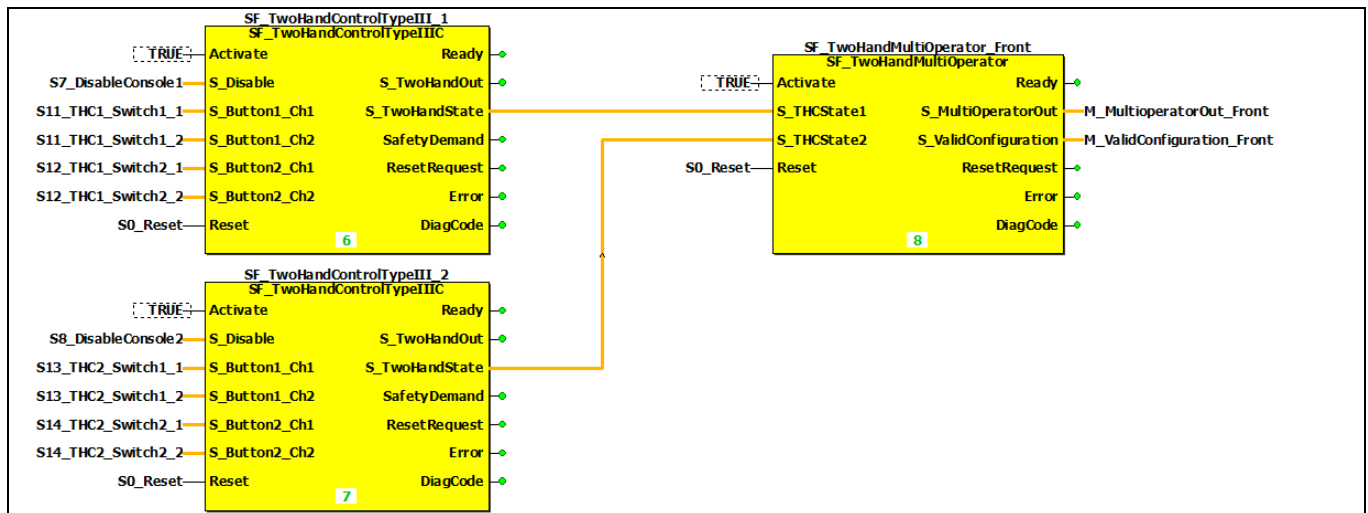 SF_TwoHandControlTypeIII_1
SF_TwoHandControlTypeIIIC
TRUE Activate Ready
S7_DisableConsole1 S_Disable S_TwoHandOut
S11_THC1_Switch1_1 S_Button1_Ch1 S_TwoHandState
S11_THC1_Switch1_2 S_Button1_Ch2 SafetyDemand
S12_THC1_Switch2_1 S_Button2_Ch1 ResetRequest
S12_THC1_Switch2_2 S_Button2_Ch2 Error
S0_Reset Reset DiagCode
6
SF_TwoHandMultiOperator_Front
SF_TwoHandMultiOperator
TRUE Activate Ready
S_THCState1 S_MultiOperatorOut M_MultioperatorOut_Front
S_THCState2 S_ValidConfiguration M_ValidConfiguration_Front
S0_Reset Reset ResetRequest
Error
DiagCode
8
SF_TwoHandControlTypeIII_2
SF_TwoHandControlTypeIIIC
TRUE Activate Ready
S8_DisableConsole2 S_Disable S_TwoHandOut
S13_THC2_Switch1_1 S_Button1_Ch1 S_TwoHandState
S13_THC2_Switch1_2 S_Button1_Ch2 SafetyDemand
S14_THC2_Switch2_1 S_Button2_Ch1 ResetRequest
S14_THC2_Switch2_2 S_Button2_Ch2 Error
S0_Reset Reset DiagCode
7